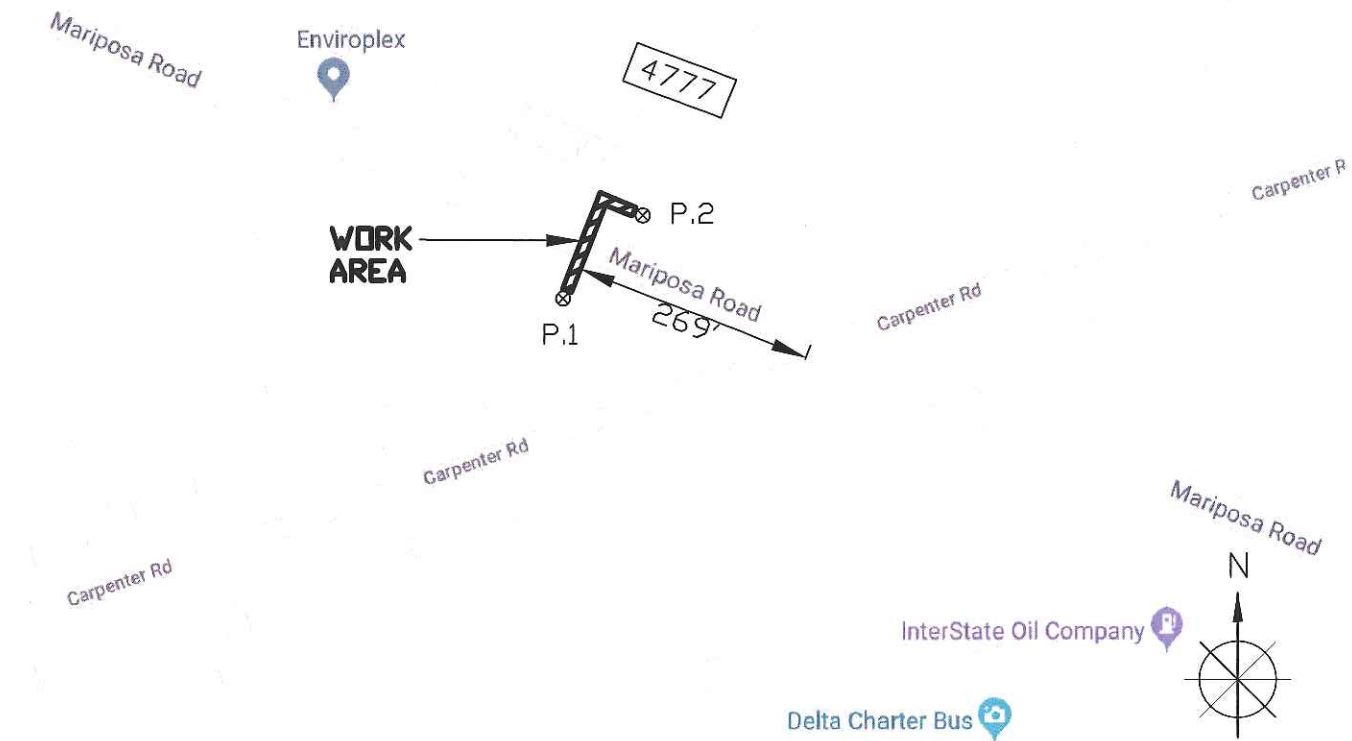 Mariposa Road
Enviroplex
4777
Carpenter R
P.2
WORK
AREA
Mariposa Road
269'
Carpenter Rd
P.1
Carpenter Rd
Mariposa Road
N
Carpenter Rd
InterState Oil Company
Delta Charter Bus